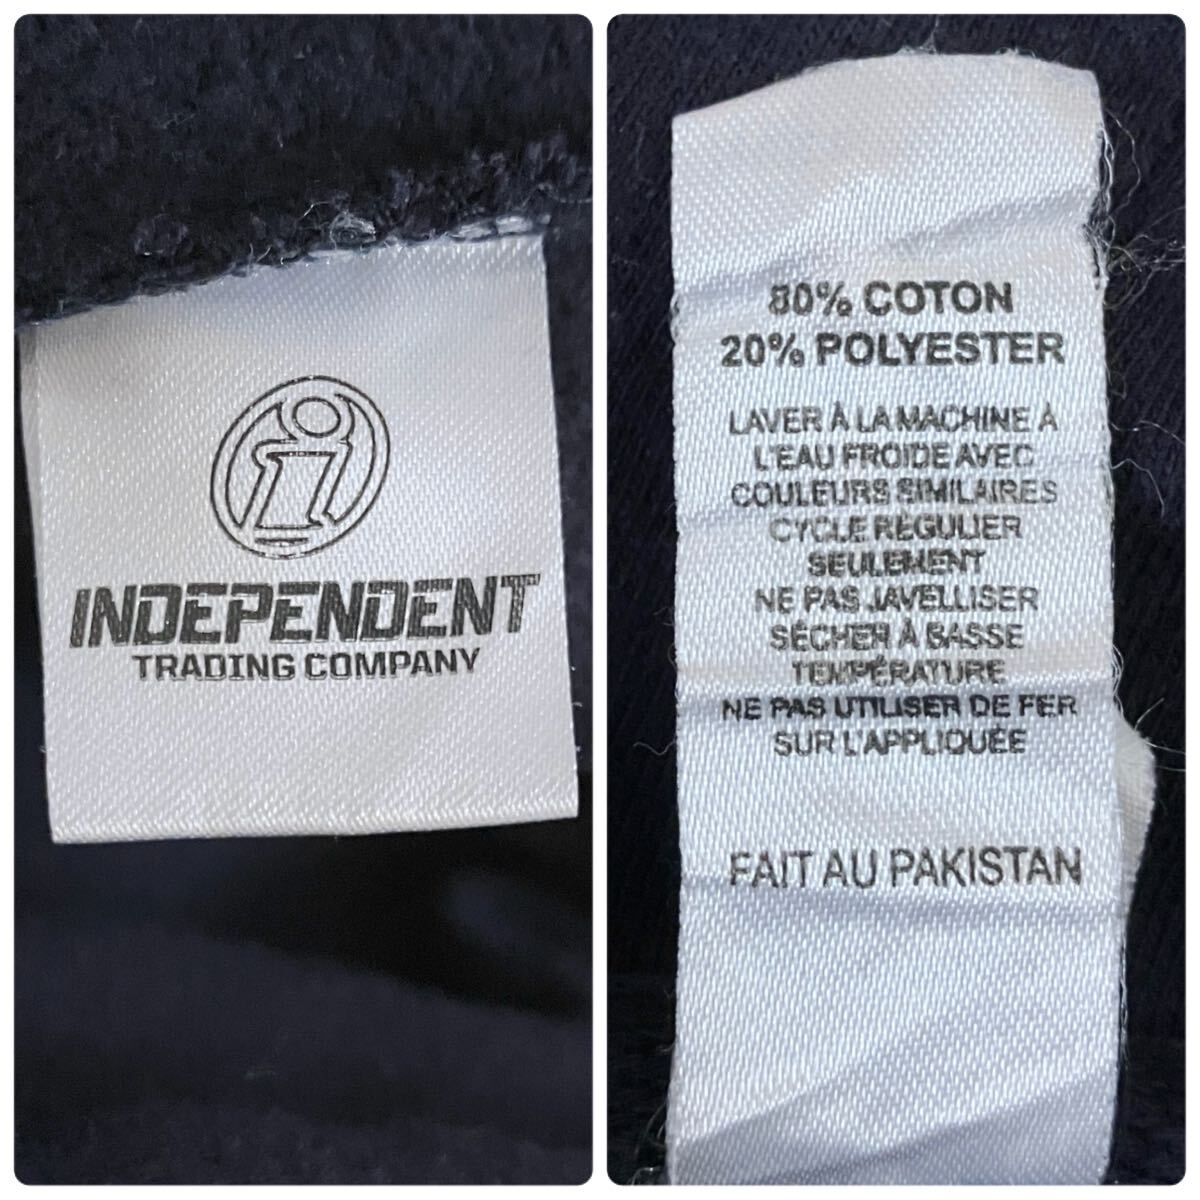 INDEPENDENT
TRADING COMPANY
80% COTON
20% POLYESTER
LAVER À LA MACHINE À
L'EAU FROIDE AVEC
COULEURS SIMILAIRES
CYCLE RÉGULIER
SEULEMENT
NE PAS JAVELLISER
SÉCHER À BASSE
TEMPÉRATURE
NE PAS UTILISER DE FER
SUR L'APPLIQUÉE
FAIT AU PAKISTAN